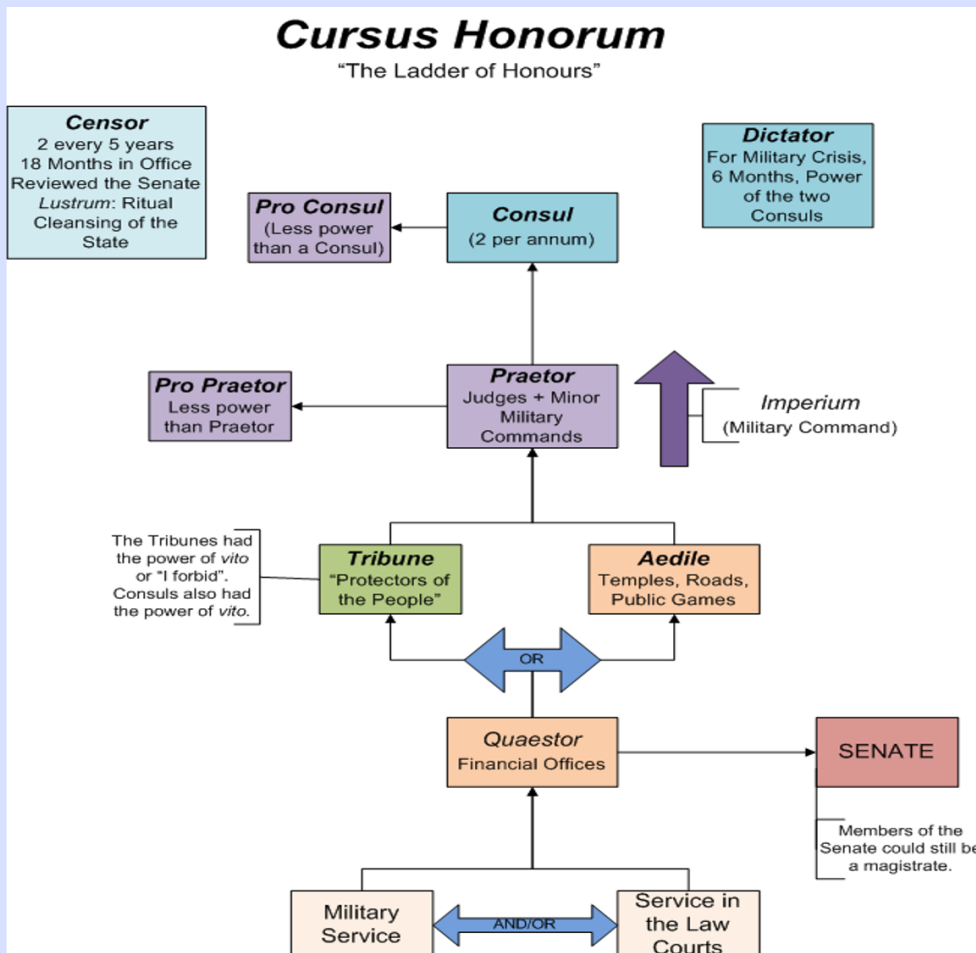 Cursus Honorum
“The Ladder of Honours”
Censor
2 every 5 years
18 Months in Office
Reviewed the Senate
Lustrum: Ritual
Cleansing of the
State
Dictator
For Military Crisis,
6 Months, Power
of the two
Consuls
Pro Consul
(Less power
than a Consul)
Consul
(2 per annum)
Pro Praetor
Less power
than Praetor
Praetor
Judges + Minor
Military
Commands
Imperium
(Military Command)
The Tribunes had
the power of vito
or “I forbid”.
Consuls also had
the power of vito.
Tribune
“Protectors of
the People”
Aedile
Temples, Roads,
Public Games
OR
Quaestor
Financial Offices
SENATE
Members of the
Senate could still be
a magistrate.
Military
Service
AND/OR
Service in
the Law
Courts